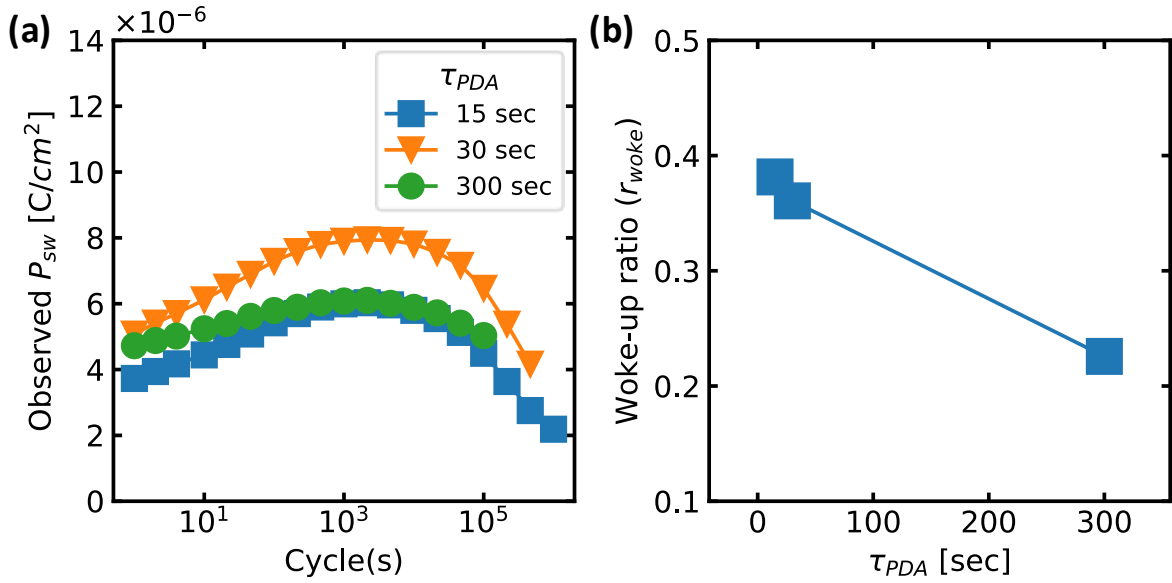 (a)
×10⁻⁶
Observed P_sw [C/cm²]
14
12
10
8
6
4
2
0
τ_PDA
15 sec
30 sec
300 sec
10¹
10³
10⁵
Cycle(s)
(b)
Woke-up ratio (r_woke)
0.5
0.4
0.3
0.2
0.1
0
100
200
300
τ_PDA [sec]